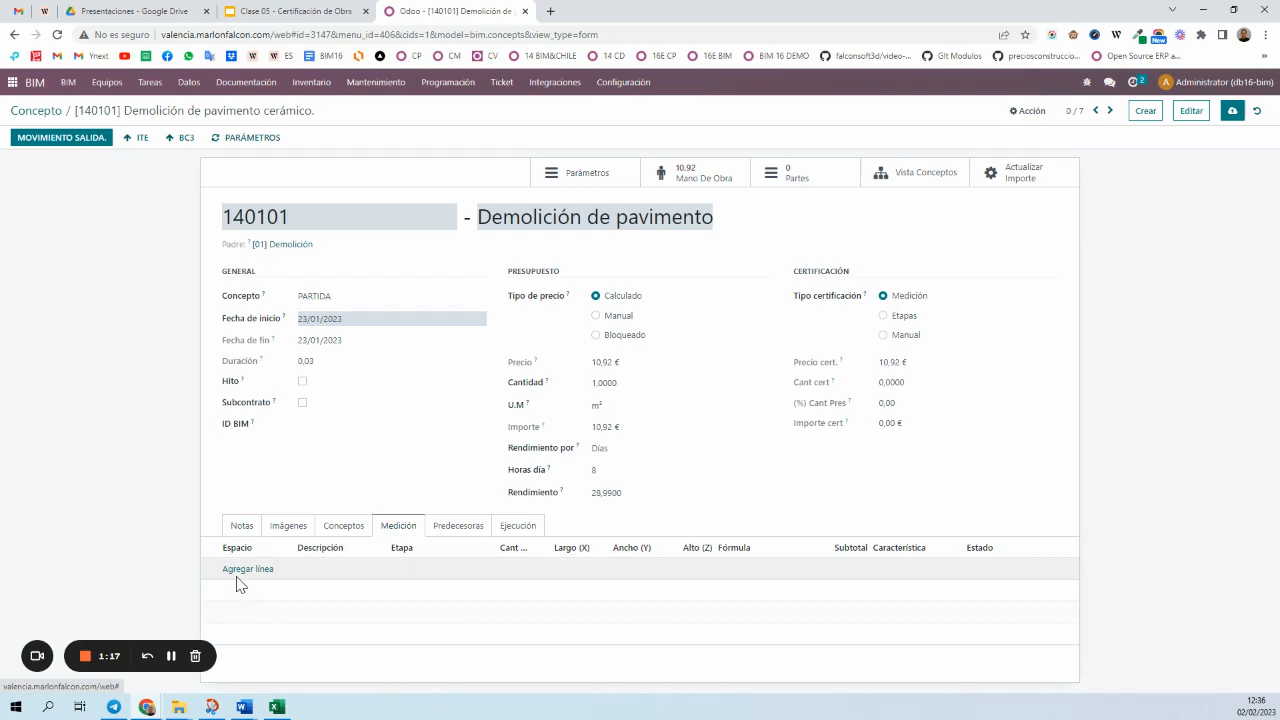 Presentaciones - Google Drive
Clase 05 - Certificación de Obra
Odoo - [140101] Demolición de p
No es seguro
valencia.marlonfalcon.com/web#id=3147&menu_id=406&cids=1&model=bim.concepts&view_type=form
Ynext
ES
BIM16
CP
CRM
CV
BIM&CHILE
14 CD
16E CP
16E BIM
BIM 16 DEMO
falconsoft3d/video-...
GIt Modulos
preciosconstruccio...
Open Source ERP a...
New
BIM
BIM
Equipos
Tareas
Datos
Documentación
Inventario
Mantenimiento
Programación
Ticket
Integraciones
Configuración
2
A
Administrator (db16-bim)
Concepto / [140101] Demolición de pavimento cerámico.
Acción
0 / 7
Crear
Editar
MOVIMIENTO SALIDA.
ITE
BC3
PARÁMETROS
Parámetros
10.92
Mano De Obra
0
Partes
Vista Conceptos
Actualizar
Importe
140101 - Demolición de pavimento
Padre: ? [01] Demolición
GENERAL
Concepto ? PARTIDA
Fecha de inicio ? 23/01/2023
Fecha de fin ? 23/01/2023
Duración ? 0,03
Hito ?
Subcontrato ?
ID BIM ?
PRESUPUESTO
Tipo de precio ? Calculado
Manual
Bloqueado
Precio ? 10,92 €
Cantidad ? 1,0000
U.M ? m²
Importe ? 10,92 €
Rendimiento por ? Días
Horas día ? 8
Rendimiento ? 28,9900
CERTIFICACIÓN
Tipo certificación ? Medición
Etapas
Manual
Precio cert. ? 10,92 €
Cant cert ? 0,0000
(%) Cant Pres ? 0,00
Importe cert ? 0,00 €
Notas
Imágenes
Conceptos
Medición
Predecesoras
Ejecución
Espacio Descripción Etapa Cant ... Largo (X) Ancho (Y) Alto (Z) Fórmula Subtotal Característica Estado
Agregar línea
1:17
valencia.marlonfalcon.com/web#
12:36
02/02/2023